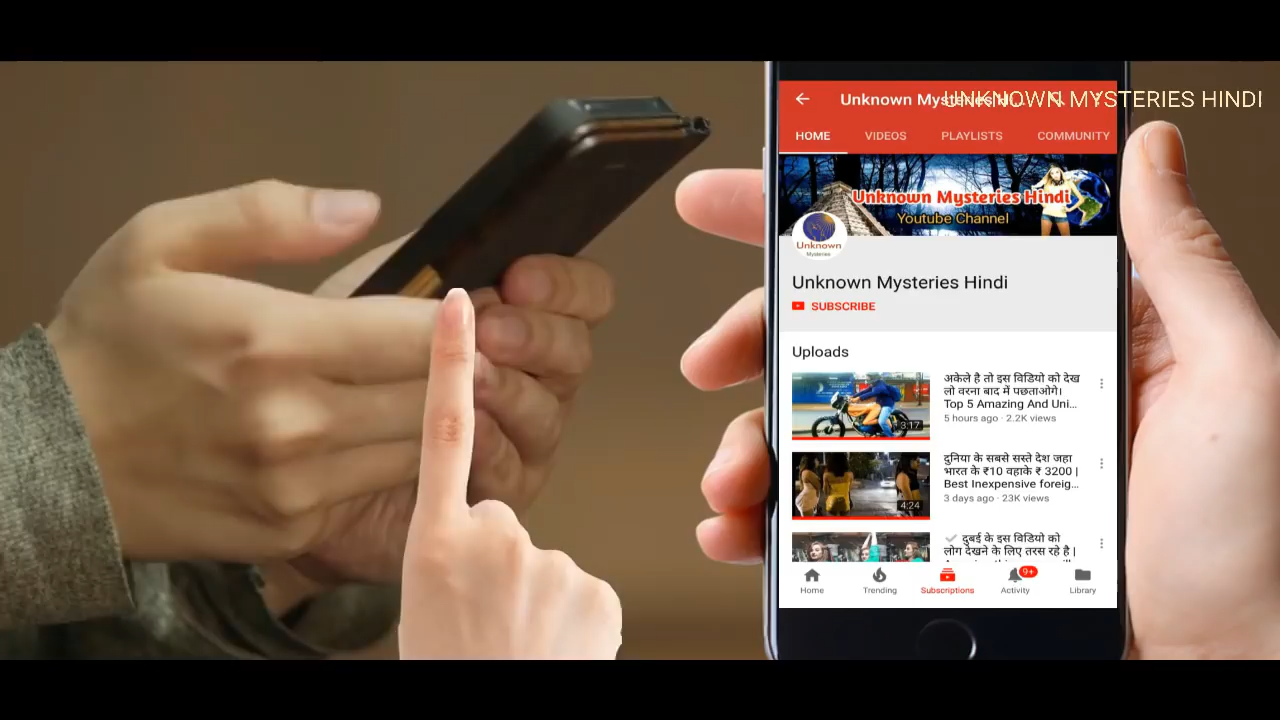 UNKNOWN MYSTERIES HINDI
Unknown
HOME VIDEOS PLAYLISTS COMMUNITY
Unknown Mysteries Hindi
Youtube Channel
Unknown
Mysteries
Unknown Mysteries Hindi
SUBSCRIBE
Uploads
अकेले है तो इस विडियो को देख
लो वरना बाद में पछताओगे।
Top 5 Amazing And Uni...
5 hours ago · 2.2K views
3:17
दुनिया के सबसे सस्ते देश जहा
भारत के ₹10 वहाके ₹ 3200 |
Best Inexpensive foreig...
3 days ago · 23K views
4:24
दुबई के इस विडियो को
लोग देखने के लिए तरस रहे है |
9+
Home Trending Subscriptions Activity Library